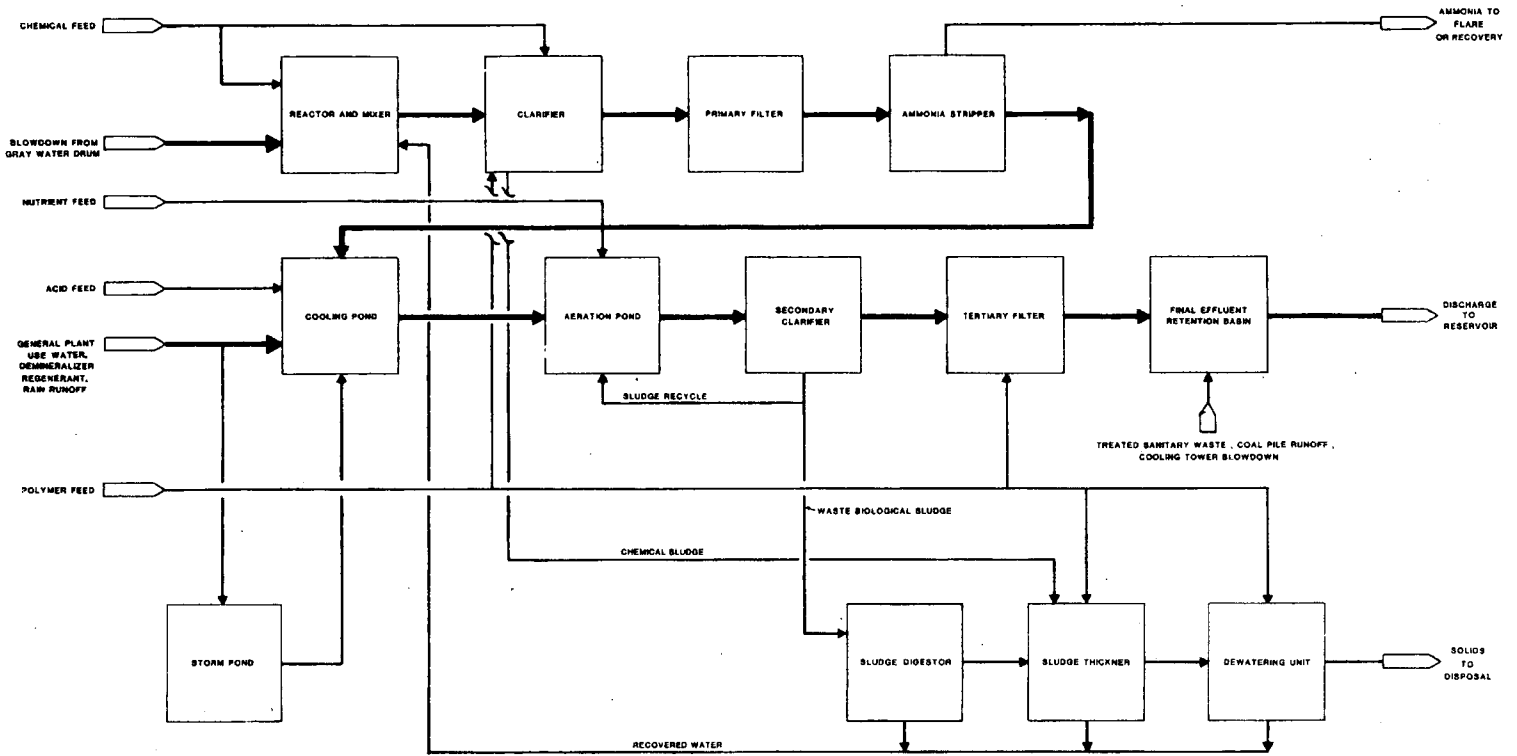 CHEMICAL FEED
AMMONIA TO
FLARE
OR RECOVERY
REACTOR AND MIXER
CLARIFIER
PRIMARY FILTER
AMMONIA STRIPPER
BLOWDOWN FROM
GRAY WATER DRUM
NUTRIENT FEED
ACID FEED
COOLING POND
AERATION POND
SECONDARY
CLARIFIER
TERTIARY FILTER
FINAL EFFLUENT
RETENTION BASIN
DISCHARGE
TO
RESERVOIR
GENERAL PLANT
USE WATER,
DEMINERALIZER
REGENERANT,
RAIN RUNOFF
SLUDGE RECYCLE
TREATED SANITARY WASTE, COAL PILE RUNOFF,
COOLING TOWER BLOWDOWN
POLYMER FEED
WASTE BIOLOGICAL SLUDGE
CHEMICAL SLUDGE
STORM POND
SLUDGE DIGESTOR
SLUDGE THICKNER
DEWATERING UNIT
SOLIDS
TO
DISPOSAL
RECOVERED WATER